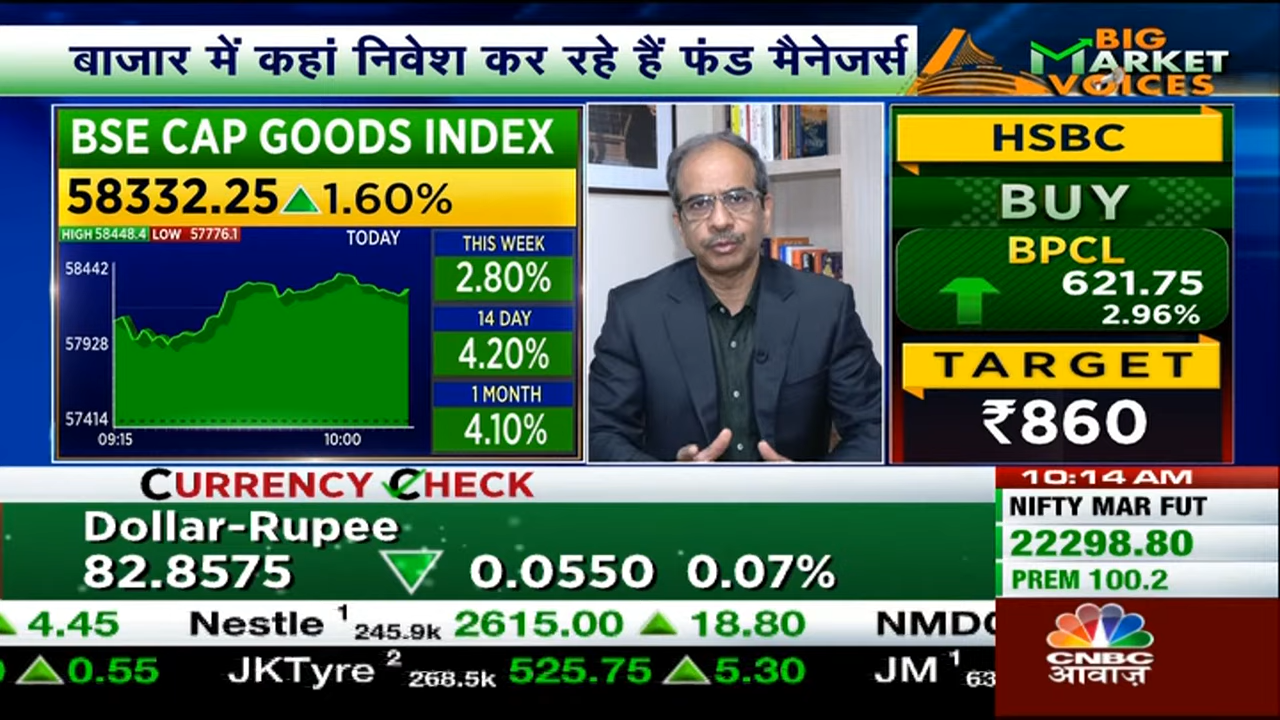 बाजार में कहां निवेश कर रहे हैं फंड मैनेजर्स
BIG
MARKET
VOICES
BSE CAP GOODS INDEX
58332.25 1.60%
HIGH 58448.4 LOW 57776.1
TODAY
58442
57928
57414
09:15 10:00
THIS WEEK
2.80%
14 DAY
4.20%
1 MONTH
4.10%
HSBC
BUY
BPCL
621.75
2.96%
TARGET
₹860
CURRENCY CHECK
Dollar-Rupee
82.8575 0.0550 0.07%
10:14 AM
NIFTY MAR FUT
22298.80
PREM 100.2
4.45 Nestle 1 245.9k 2615.00 18.80 NMDC
0.55 JKTyre 2 268.5k 525.75 5.30 JM 1 63
CNBC
आवाज़